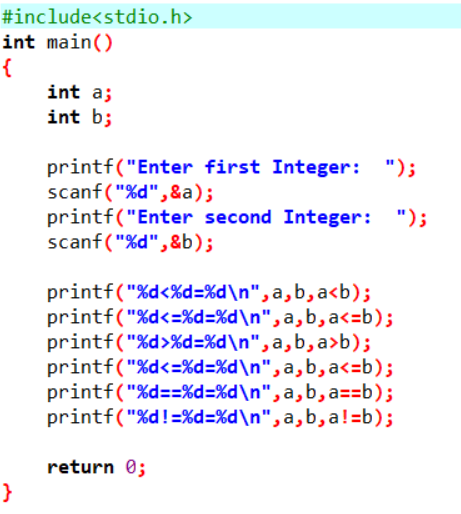 #include<stdio.h>
int main()
{
    int a;
    int b;

    printf("Enter first Integer:  ");
    scanf("%d",&a);
    printf("Enter second Integer:  ");
    scanf("%d",&b);

    printf("%d<%d=%d\n",a,b,a<b);
    printf("%d<=%d=%d\n",a,b,a<=b);
    printf("%d>%d=%d\n",a,b,a>b);
    printf("%d<=%d=%d\n",a,b,a<=b);
    printf("%d==%d=%d\n",a,b,a==b);
    printf("%d!=%d=%d\n",a,b,a!=b);

    return 0;
}